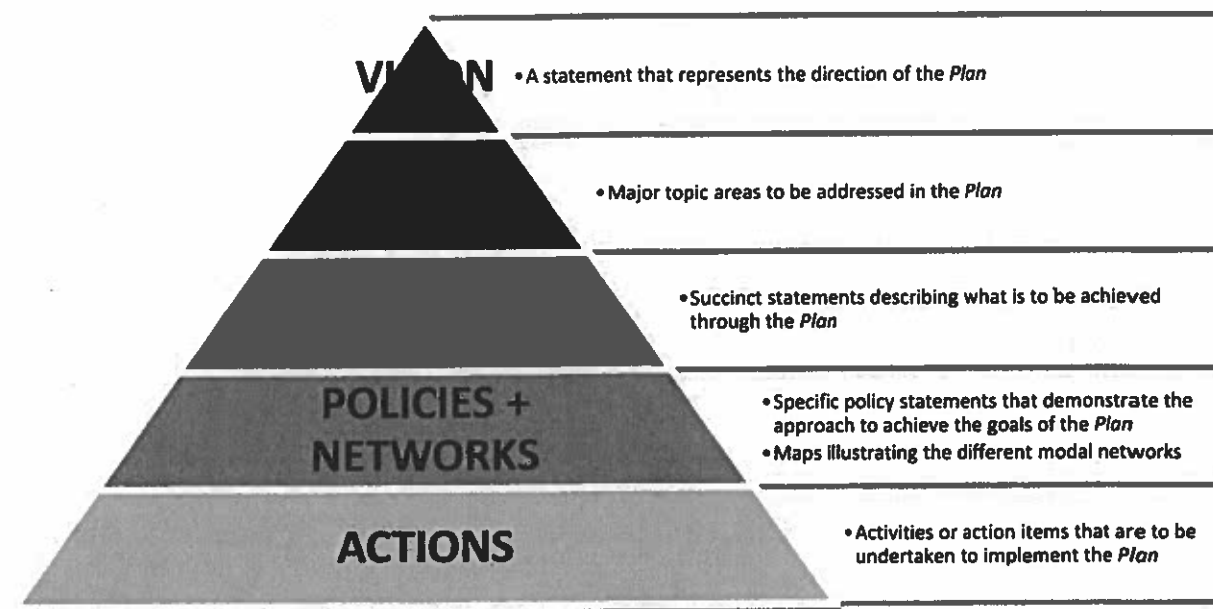 VISION
• A statement that represents the direction of the Plan
• Major topic areas to be addressed in the Plan
• Succinct statements describing what is to be achieved
through the Plan
POLICIES +
NETWORKS
• Specific policy statements that demonstrate the
approach to achieve the goals of the Plan
• Maps illustrating the different modal networks
ACTIONS
• Activities or action items that are to be
undertaken to implement the Plan